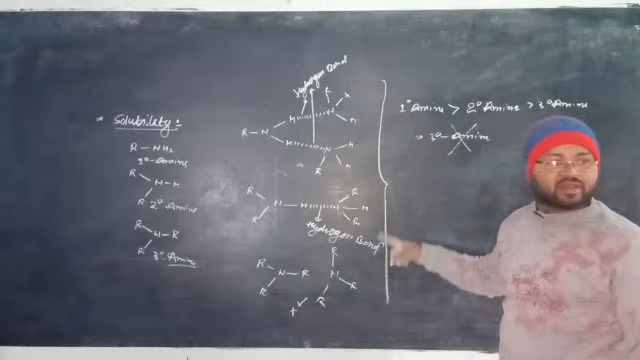 * Solubility :
R – NH₂
1° Amine
R
N – H
R 2° Amine
R
N – R
R 3° Amine
Hydrogen Bond
R N H H N H H
H N H R
R R N – H N R H R
Hydrogen Bond
R R N – R R N R R
1° Amine > 2° Amine > 3° Amine
→ 3° – Amine